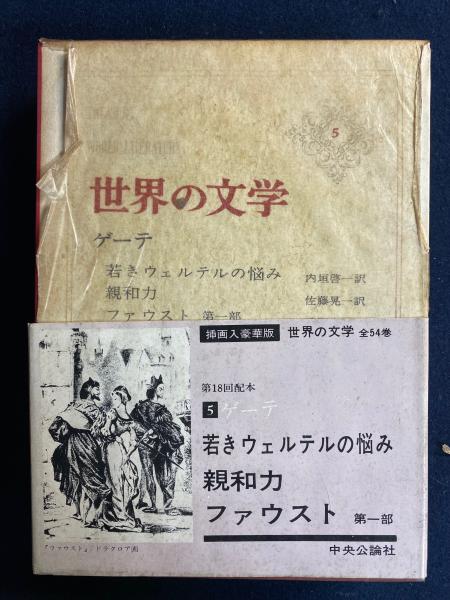 5
世界の文学
ゲーテ
若きウェルテルの悩み 内垣啓一訳
親和力 佐藤晃一訳
ファウスト 第一部
挿画入豪華版 世界の文学 全54巻
第18回配本
5 ゲーテ
若きウェルテルの悩み
親和力
ファウスト 第一部
『ファウスト』/ドラクロア画
中央公論社